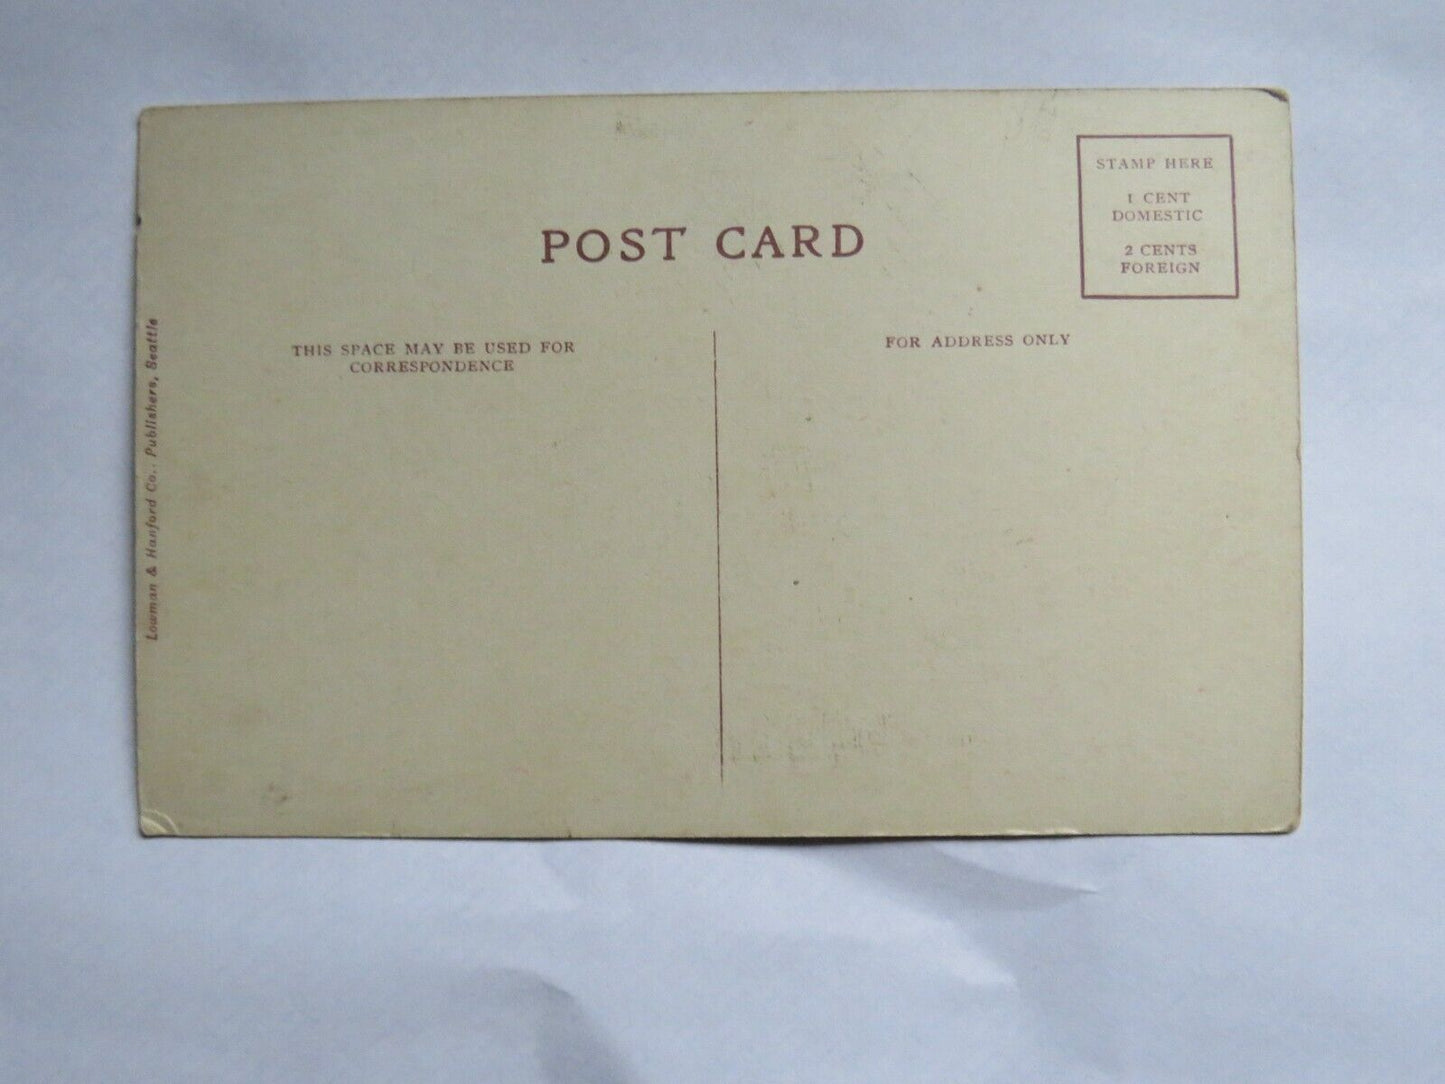 POST CARD
STAMP HERE
1 CENT
DOMESTIC
2 CENTS
FOREIGN
THIS SPACE MAY BE USED FOR
CORRESPONDENCE
FOR ADDRESS ONLY
Lowman & Hanford Co., Publishers, Seattle